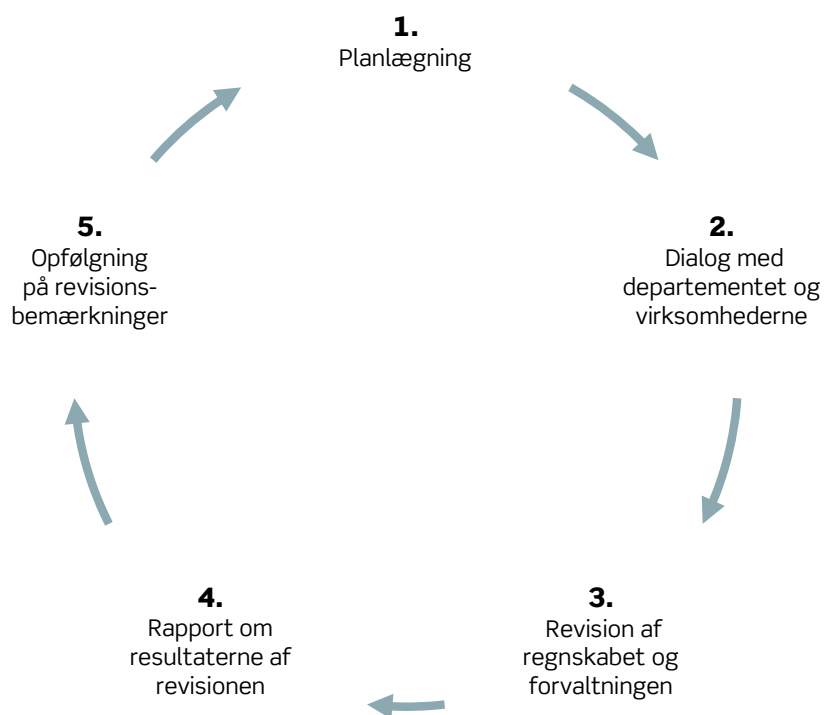 1.
Planlægning
2.
Dialog med
departementet og
virksomhederne
3.
Revision af
regnskabet og
forvaltningen
4.
Rapport om
resultaterne af
revisionen
5.
Opfølgning
på revisions-
bemærkninger